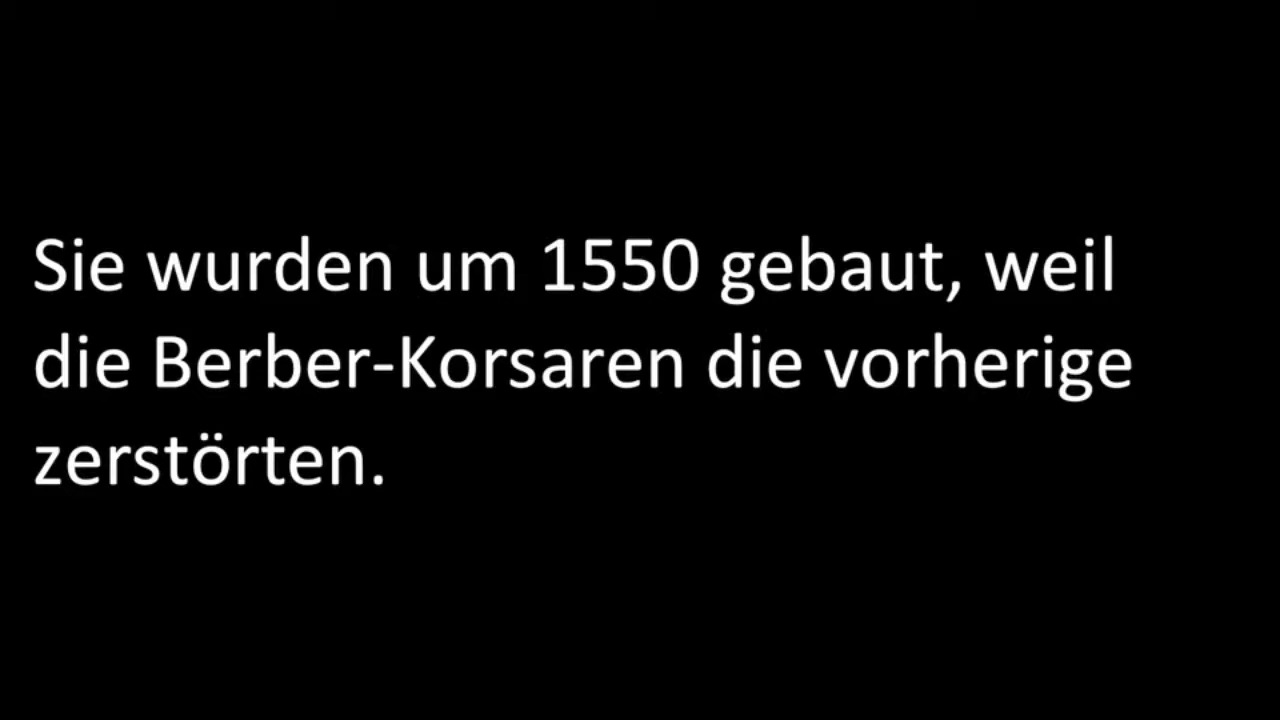 Sie wurden um 1550 gebaut, weil
die Berber-Korsaren die vorherige
zerstörten.